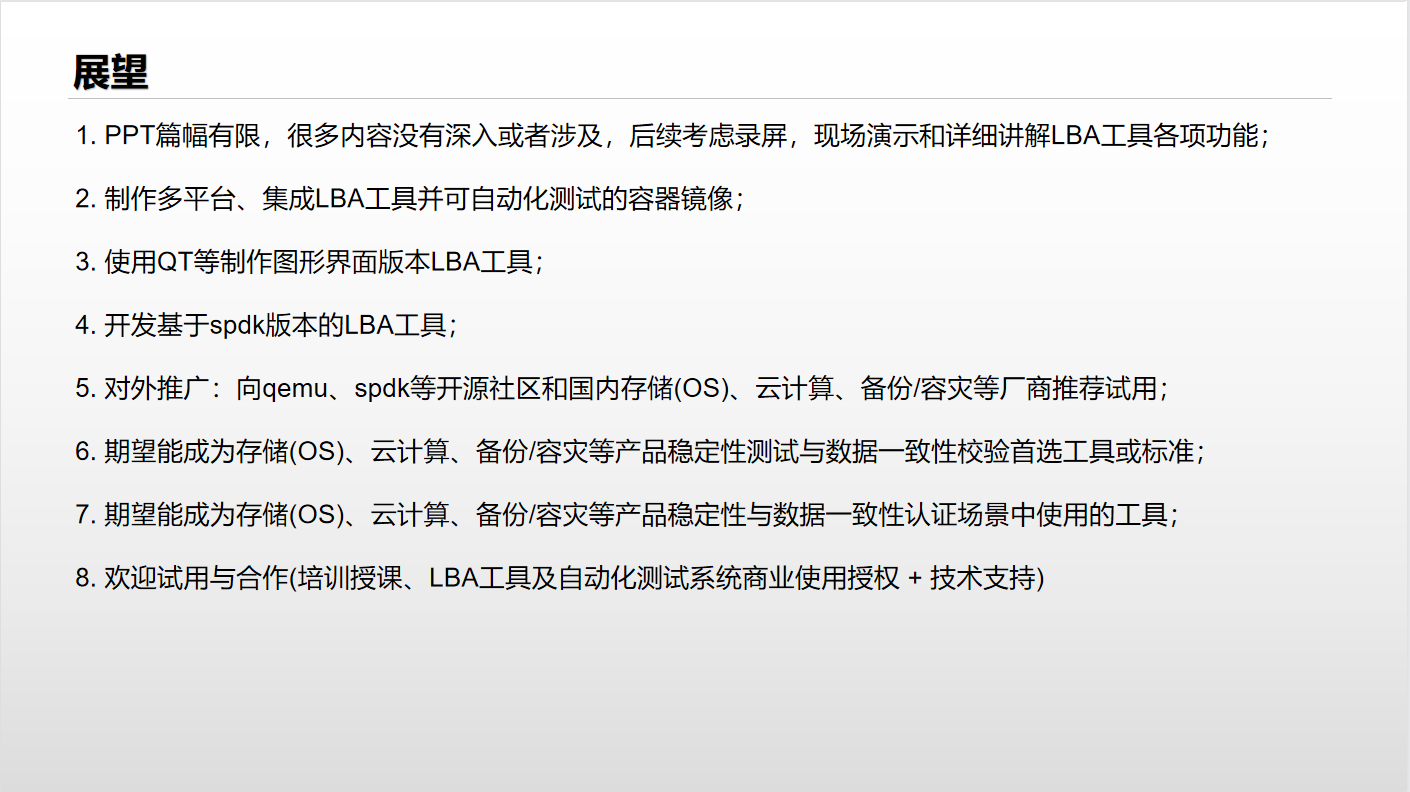 展望
1. PPT篇幅有限，很多内容没有深入或者涉及，后续考虑录屏，现场演示和详细讲解LBA工具各项功能；
2. 制作多平台、集成LBA工具并可自动化测试的容器镜像；
3. 使用QT等制作图形界面版本LBA工具；
4. 开发基于spdk版本的LBA工具；
5. 对外推广：向qemu、spdk等开源社区和国内存储(OS)、云计算、备份/容灾等厂商推荐试用；
6. 期望能成为存储(OS)、云计算、备份/容灾等产品稳定性测试与数据一致性校验首选工具或标准；
7. 期望能成为存储(OS)、云计算、备份/容灾等产品稳定性与数据一致性认证场景中使用的工具；
8. 欢迎试用与合作(培训授课、LBA工具及自动化测试系统商业使用授权 + 技术支持)